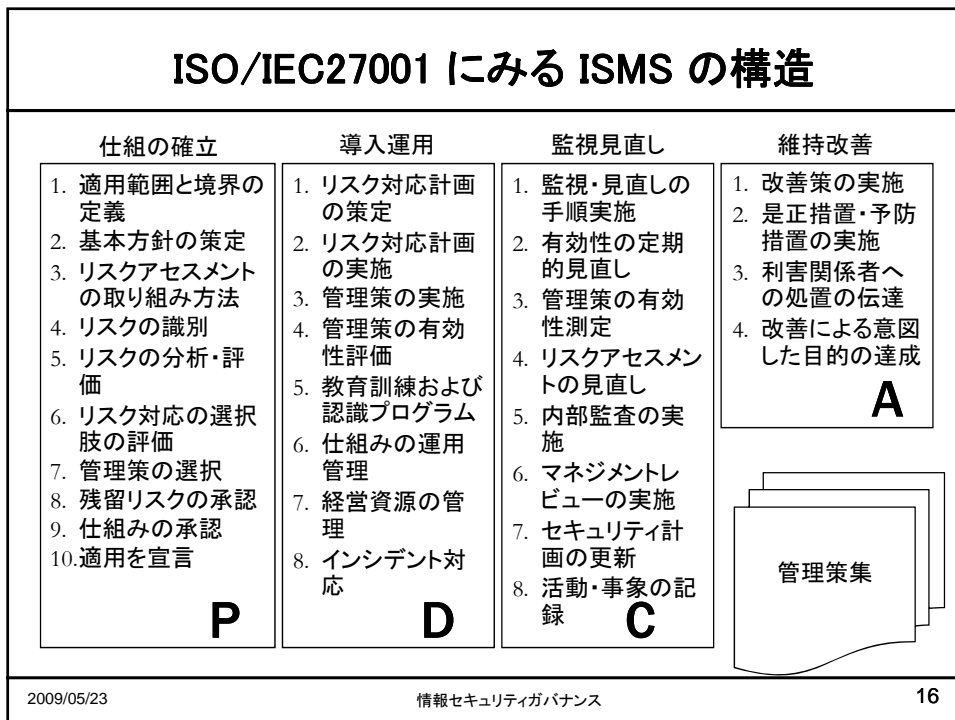 ISO/IEC27001 にみる ISMS の構造
仕組の確立
1. 適用範囲と境界の
定義
2. 基本方針の策定
3. リスクアセスメント
の取り組み方法
4. リスクの識別
5. リスクの分析・評
価
6. リスク対応の選択
肢の評価
7. 管理策の選択
8. 残留リスクの承認
9. 仕組みの承認
10.適用を宣言
P
導入運用
1. リスク対応計画
の策定
2. リスク対応計画
の実施
3. 管理策の実施
4. 管理策の有効
性評価
5. 教育訓練および
認識プログラム
6. 仕組みの運用
管理
7. 経営資源の管
理
8. インシデント対
応
D
監視見直し
1. 監視・見直しの
手順実施
2. 有効性の定期
的見直し
3. 管理策の有効
性測定
4. リスクアセスメン
トの見直し
5. 内部監査の実
施
6. マネジメントレ
ビューの実施
7. セキュリティ計
画の更新
8. 活動・事象の記
録
C
維持改善
1. 改善策の実施
2. 是正措置・予防
措置の実施
3. 利害関係者へ
の処置の伝達
4. 改善による意図
した目的の達成
A
管理策集
2009/05/23
情報セキュリティガバナンス
16